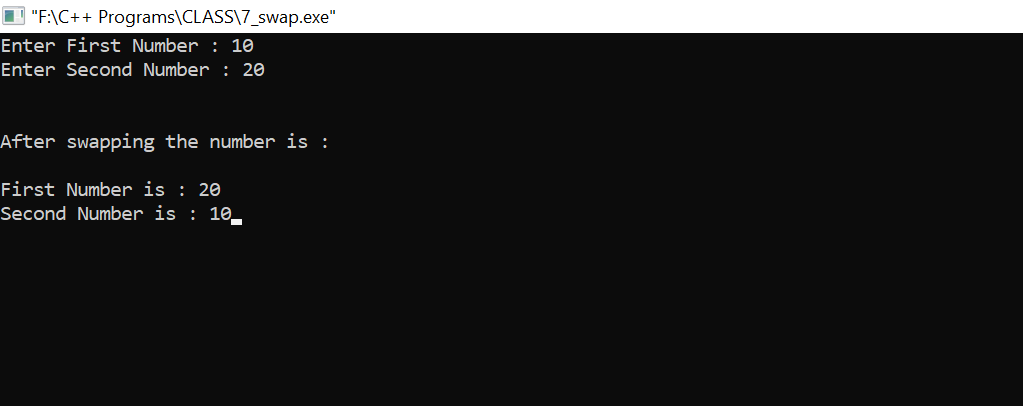 "F:\C++ Programs\CLASS\7_swap.exe"
Enter First Number : 10
Enter Second Number : 20
After swapping the number is :
First Number is : 20
Second Number is : 10